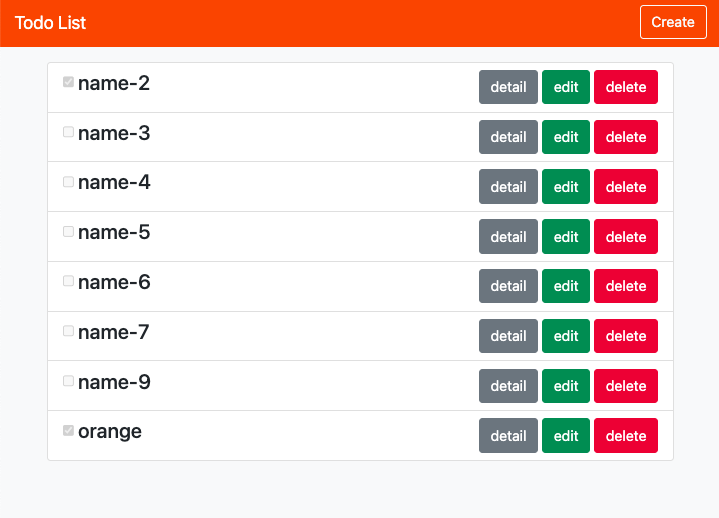 Todo List Create
name-2 detail edit delete
name-3 detail edit delete
name-4 detail edit delete
name-5 detail edit delete
name-6 detail edit delete
name-7 detail edit delete
name-9 detail edit delete
orange detail edit delete